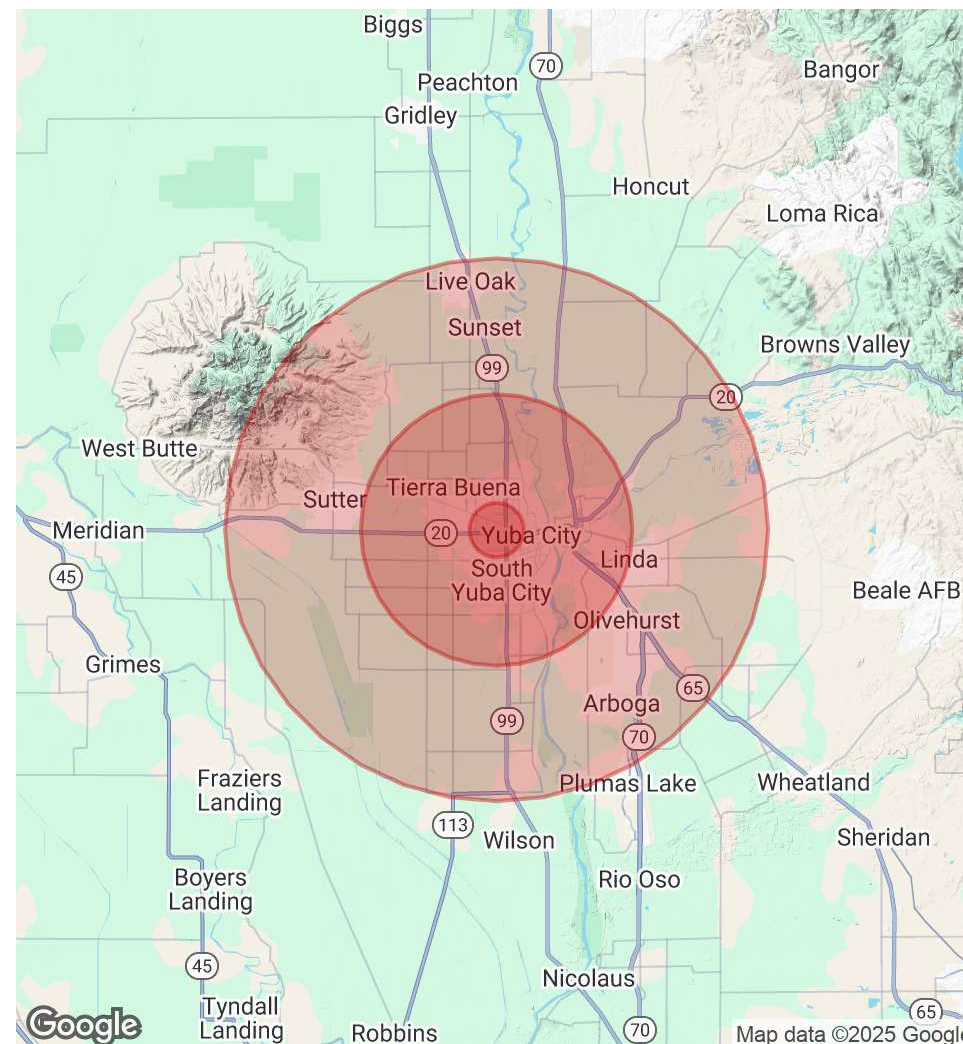 Biggs
70
Bangor
Peachton
Gridley
Honcut
Loma Rica
Live Oak
Sunset
Browns Valley
99
20
West Butte
Tierra Buena
Sutter
Meridian
20
Yuba City
Linda
South
Yuba City
45
Beale AFB
Olivehurst
Grimes
65
Arboga
99
70
Fraziers
Landing
Plumas Lake
Wheatland
113
Wilson
Sheridan
Boyers
Landing
Rio Oso
45
Nicolaus
Tyndall
Landing
65
Google
Robbins
70
Map data ©2025 Google